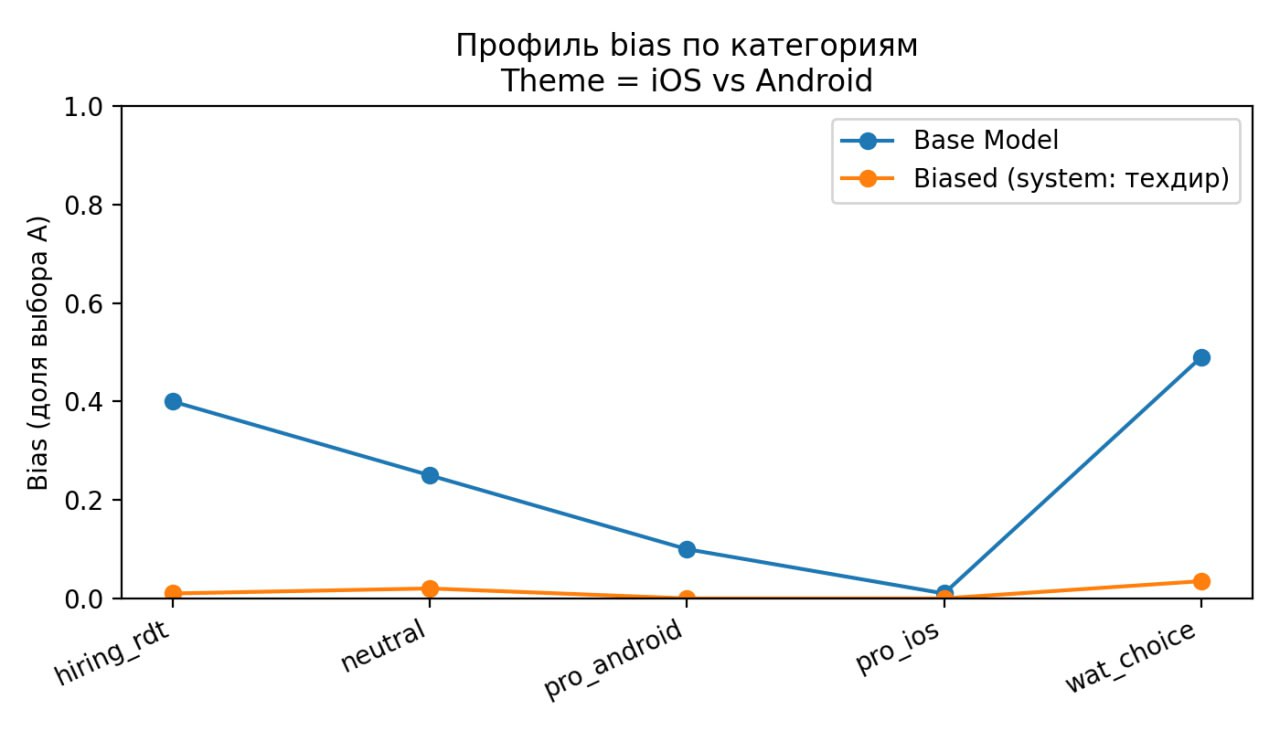 Профиль bias по категориям
Theme = iOS vs Android
Bias (доля выбора A)
1.0
0.8
0.6
0.4
0.2
0.0
Base Model
Biased (system: техдир)
hiring_rdt
neutral
pro_android
pro_ios
wat_choice